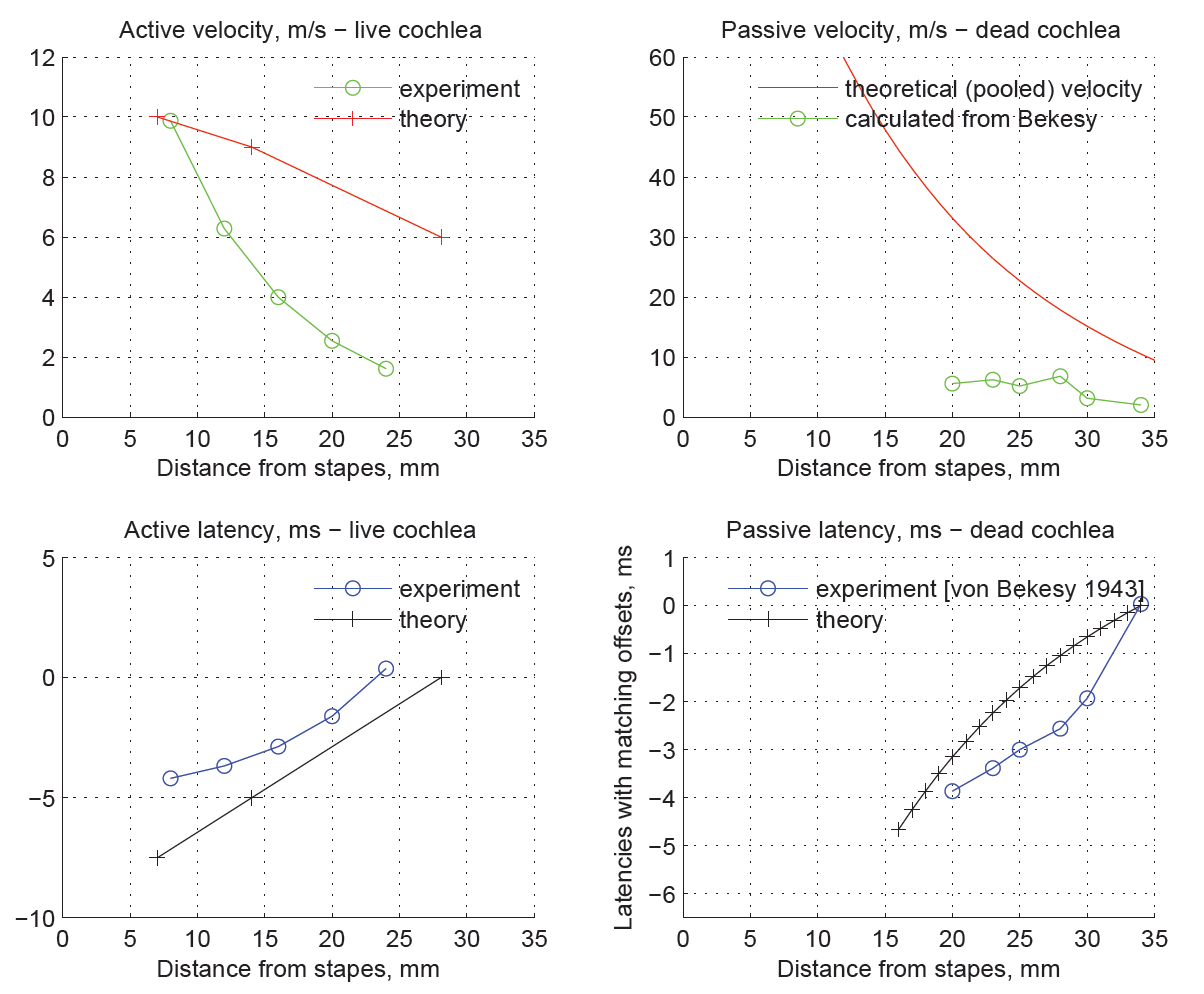 Active velocity, m/s − live cochlea
12
10
8
6
4
2
0
experiment
theory
0 5 10 15 20 25 30 35
Distance from stapes, mm
Passive velocity, m/s − dead cochlea
60
50
40
30
20
10
0
theoretical (pooled) velocity
calculated from Bekesy
0 5 10 15 20 25 30 35
Distance from stapes, mm
Active latency, ms − live cochlea
5
0
−5
−10
experiment
theory
0 5 10 15 20 25 30 35
Distance from stapes, mm
Passive latency, ms − dead cochlea
Latencies with matching offsets, ms
1
0
−1
−2
−3
−4
−5
−6
experiment [von Bekesy 1943]
theory
0 5 10 15 20 25 30 35
Distance from stapes, mm